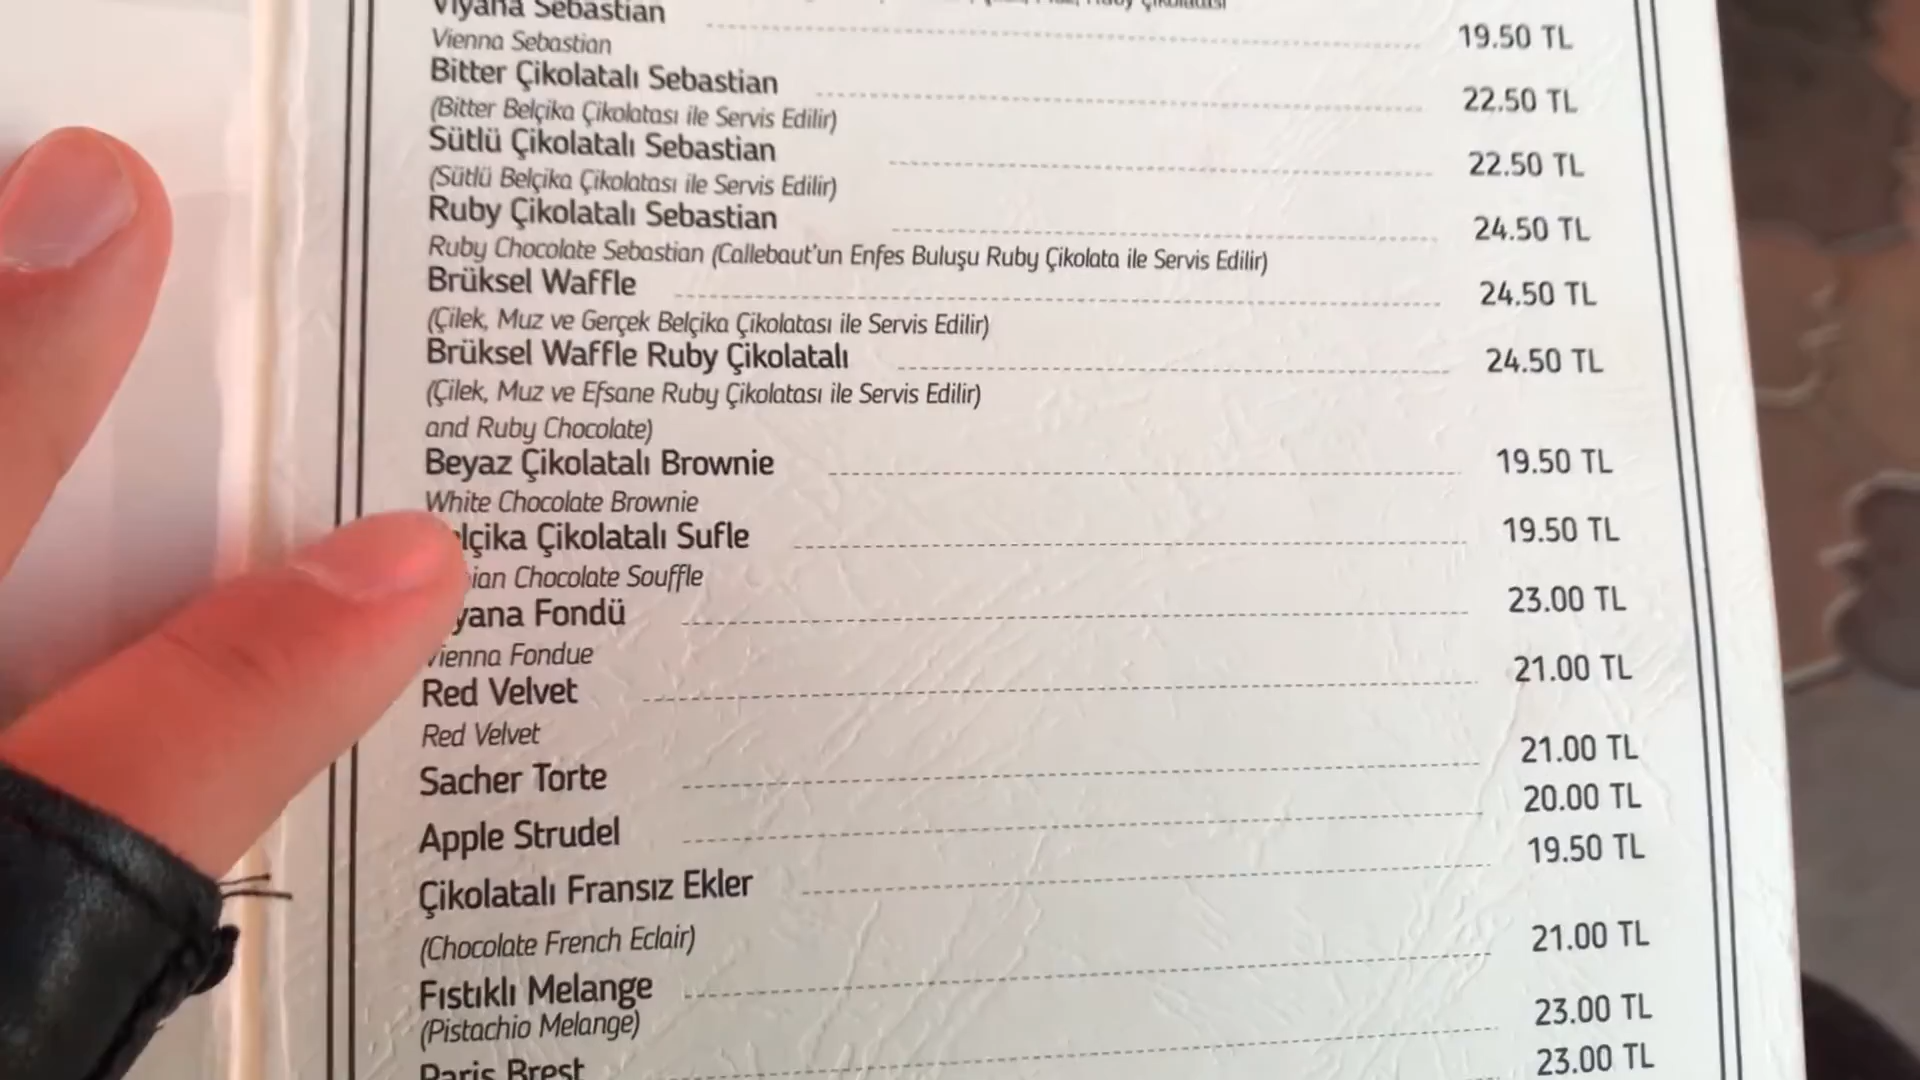 Viyana Sebastian 19.50 TL
Vienna Sebastian
Bitter Çikolatalı Sebastian 22.50 TL
(Bitter Belçika Çikolatası ile Servis Edilir)
Sütlü Çikolatalı Sebastian 22.50 TL
(Sütlü Belçika Çikolatası ile Servis Edilir)
Ruby Çikolatalı Sebastian 24.50 TL
Ruby Chocolate Sebastian (Callebaut'un Enfes Buluşu Ruby Çikolata ile Servis Edilir)
Brüksel Waffle 24.50 TL
(Çilek, Muz ve Gerçek Belçika Çikolatası ile Servis Edilir)
Brüksel Waffle Ruby Çikolatalı 24.50 TL
(Çilek, Muz ve Efsane Ruby Çikolatası ile Servis Edilir)
and Ruby Chocolate)
Beyaz Çikolatalı Brownie 19.50 TL
White Chocolate Brownie
Çikolatalı Sufle 19.50 TL
Chocolate Souffle
Fondü 23.00 TL
Vienna Fondue
Red Velvet 21.00 TL
Red Velvet
Sacher Torte 21.00 TL
Apple Strudel 20.00 TL
Çikolatalı Fransız Ekler 19.50 TL
(Chocolate French Eclair)
Fıstıklı Melange 21.00 TL
(Pistachio Melange)
Paris Brest 23.00 TL
23.00 TL